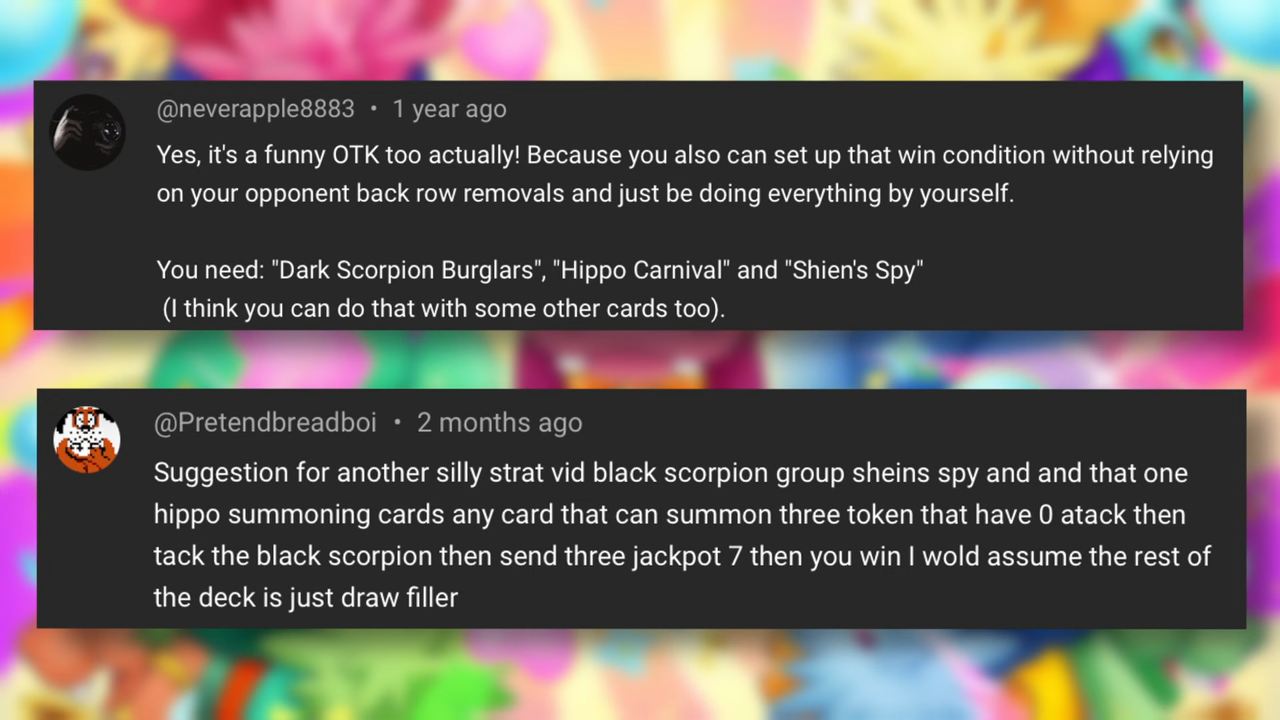 @neverapple8883 • 1 year ago
Yes, it's a funny OTK too actually! Because you also can set up that win condition without relying
on your opponent back row removals and just be doing everything by yourself.
You need: "Dark Scorpion Burglars", "Hippo Carnival" and "Shien's Spy"
(I think you can do that with some other cards too).
@Pretendbreadboi • 2 months ago
Suggestion for another silly strat vid black scorpion group sheins spy and and that one
hippo summoning cards any card that can summon three token that have 0 atack then
tack the black scorpion then send three jackpot 7 then you win I wold assume the rest of
the deck is just draw filler